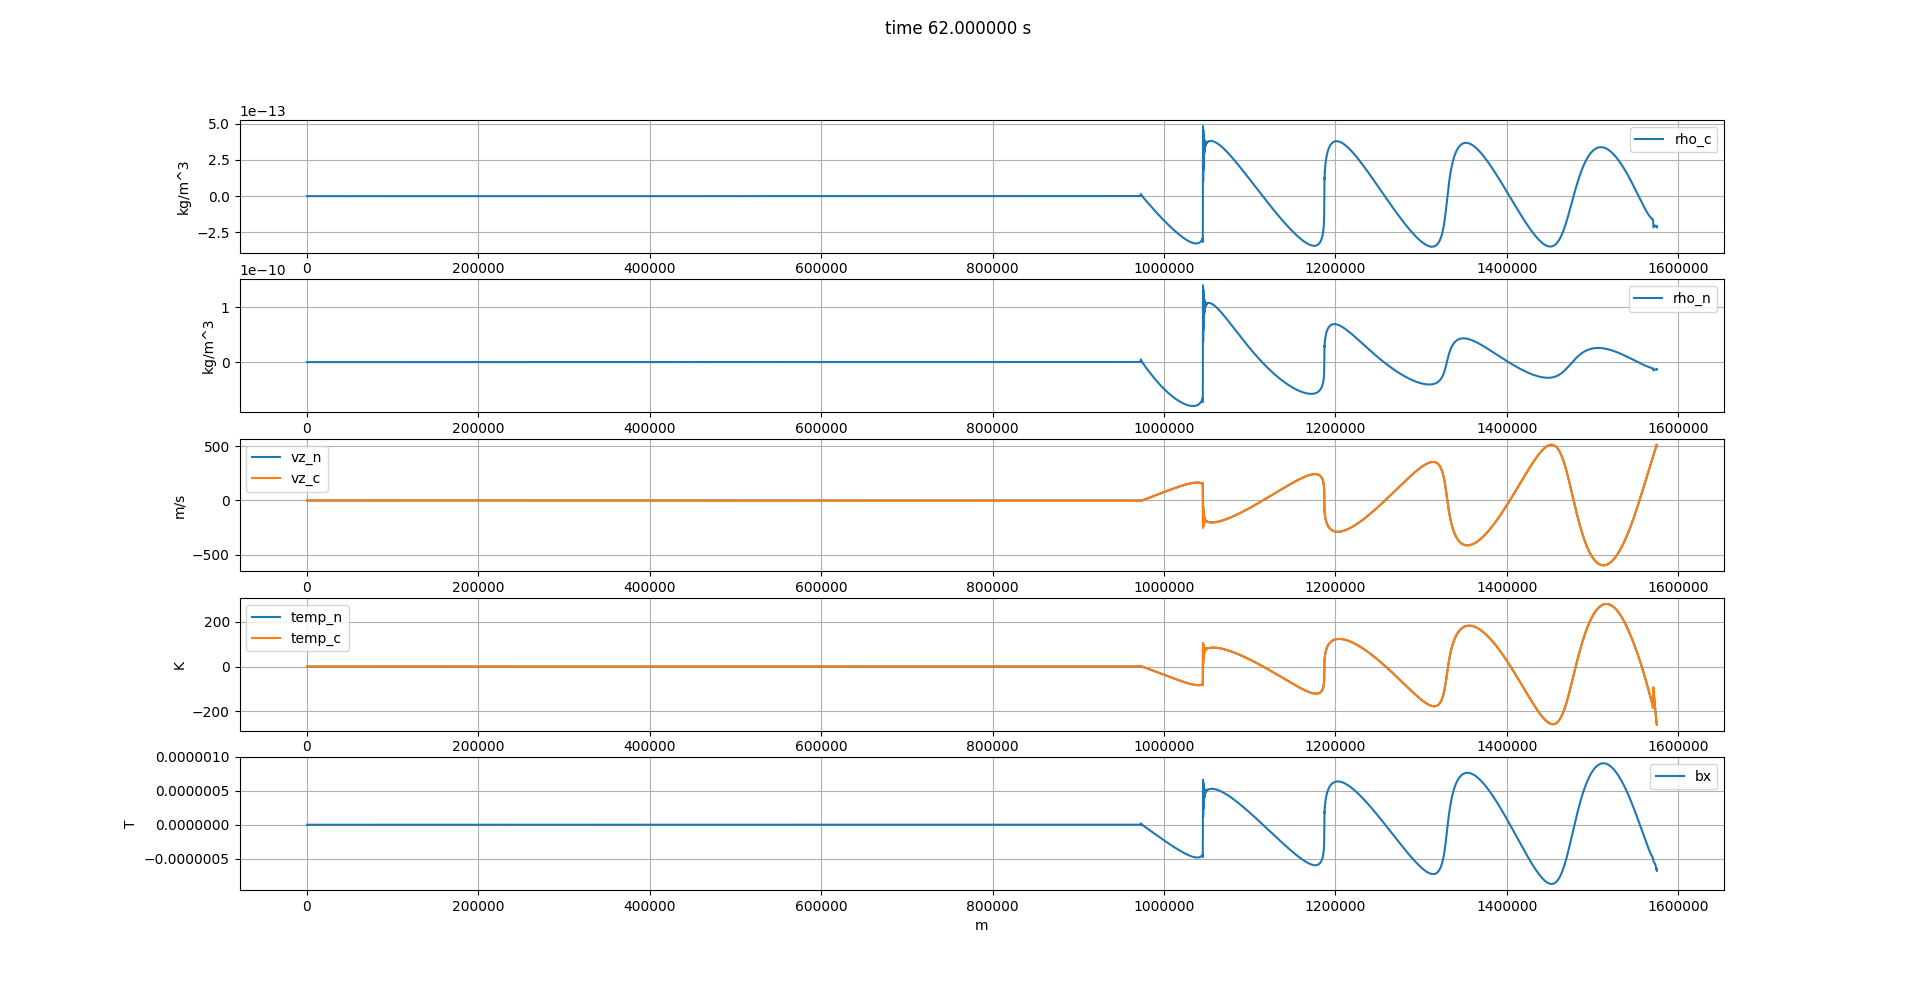 time 62.000000 s
1e−13
5.0
2.5
0.0
−2.5
kg/m^3
rho_c
0 200000 400000 600000 800000 1000000 1200000 1400000 1600000
1e−10
1
0
kg/m^3
rho_n
0 200000 400000 600000 800000 1000000 1200000 1400000 1600000
500
0
−500
m/s
vz_n
vz_c
0 200000 400000 600000 800000 1000000 1200000 1400000 1600000
200
0
−200
K
temp_n
temp_c
0 200000 400000 600000 800000 1000000 1200000 1400000 1600000
0.0000010
0.0000005
0.0000000
−0.0000005
T
bx
0 200000 400000 600000 800000 1000000 1200000 1400000 1600000
m